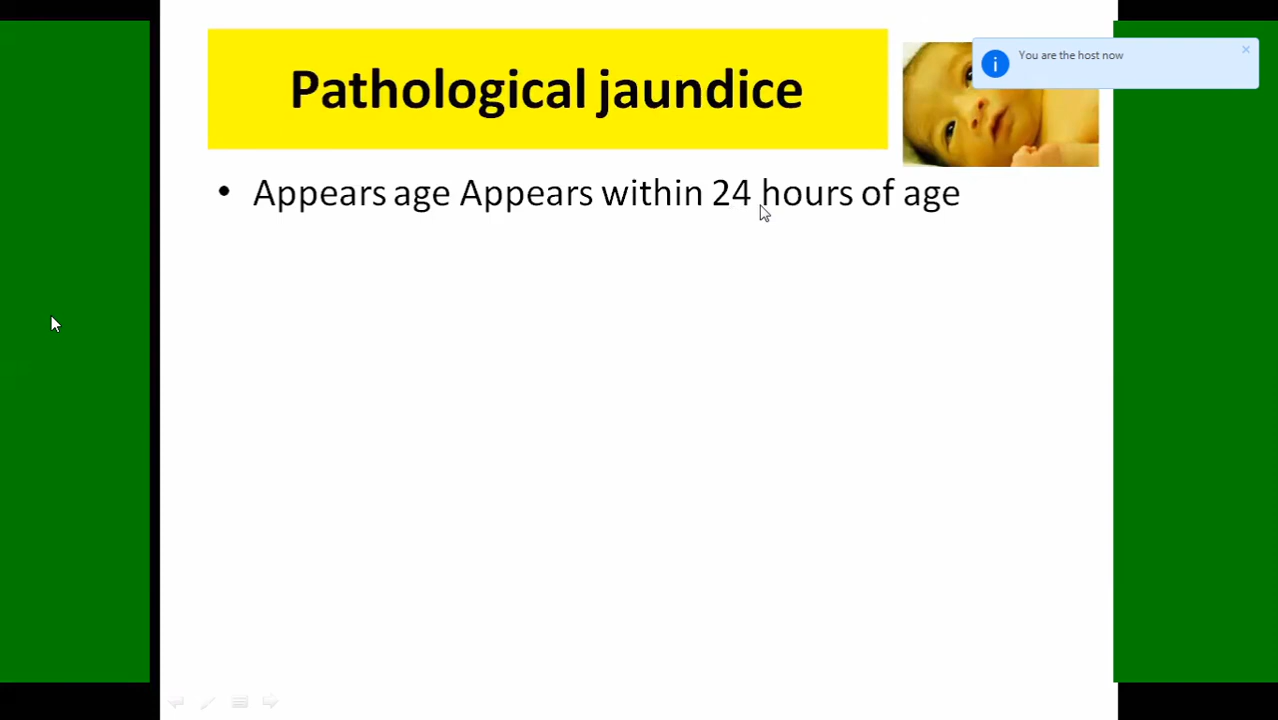 Pathological jaundice
You are the host now
• Appears age Appears within 24 hours of age